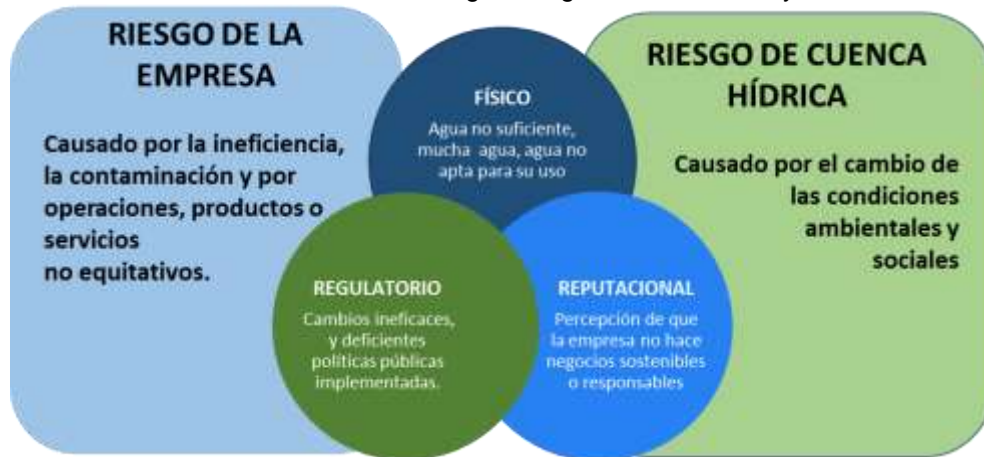 RIESGO DE LA
EMPRESA
Causado por la ineficiencia,
la contaminación y por
operaciones, productos o
servicios
no equitativos.
FÍSICO
Agua no suficiente,
mucha agua, agua no
apta para su uso
REGULATORIO
Cambios ineficaces,
y deficientes
políticas públicas
implementadas.
REPUTACIONAL
Percepción de que
la empresa no hace
negocios sostenibles
o responsables
RIESGO DE CUENCA
HÍDRICA
Causado por el cambio de
las condiciones
ambientales y
sociales